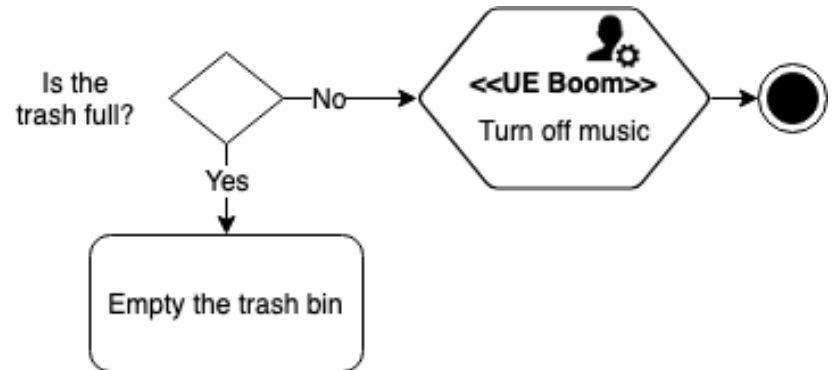 Is the
trash full?
No
<<UE Boom>>
Turn off music
Yes
Empty the trash bin